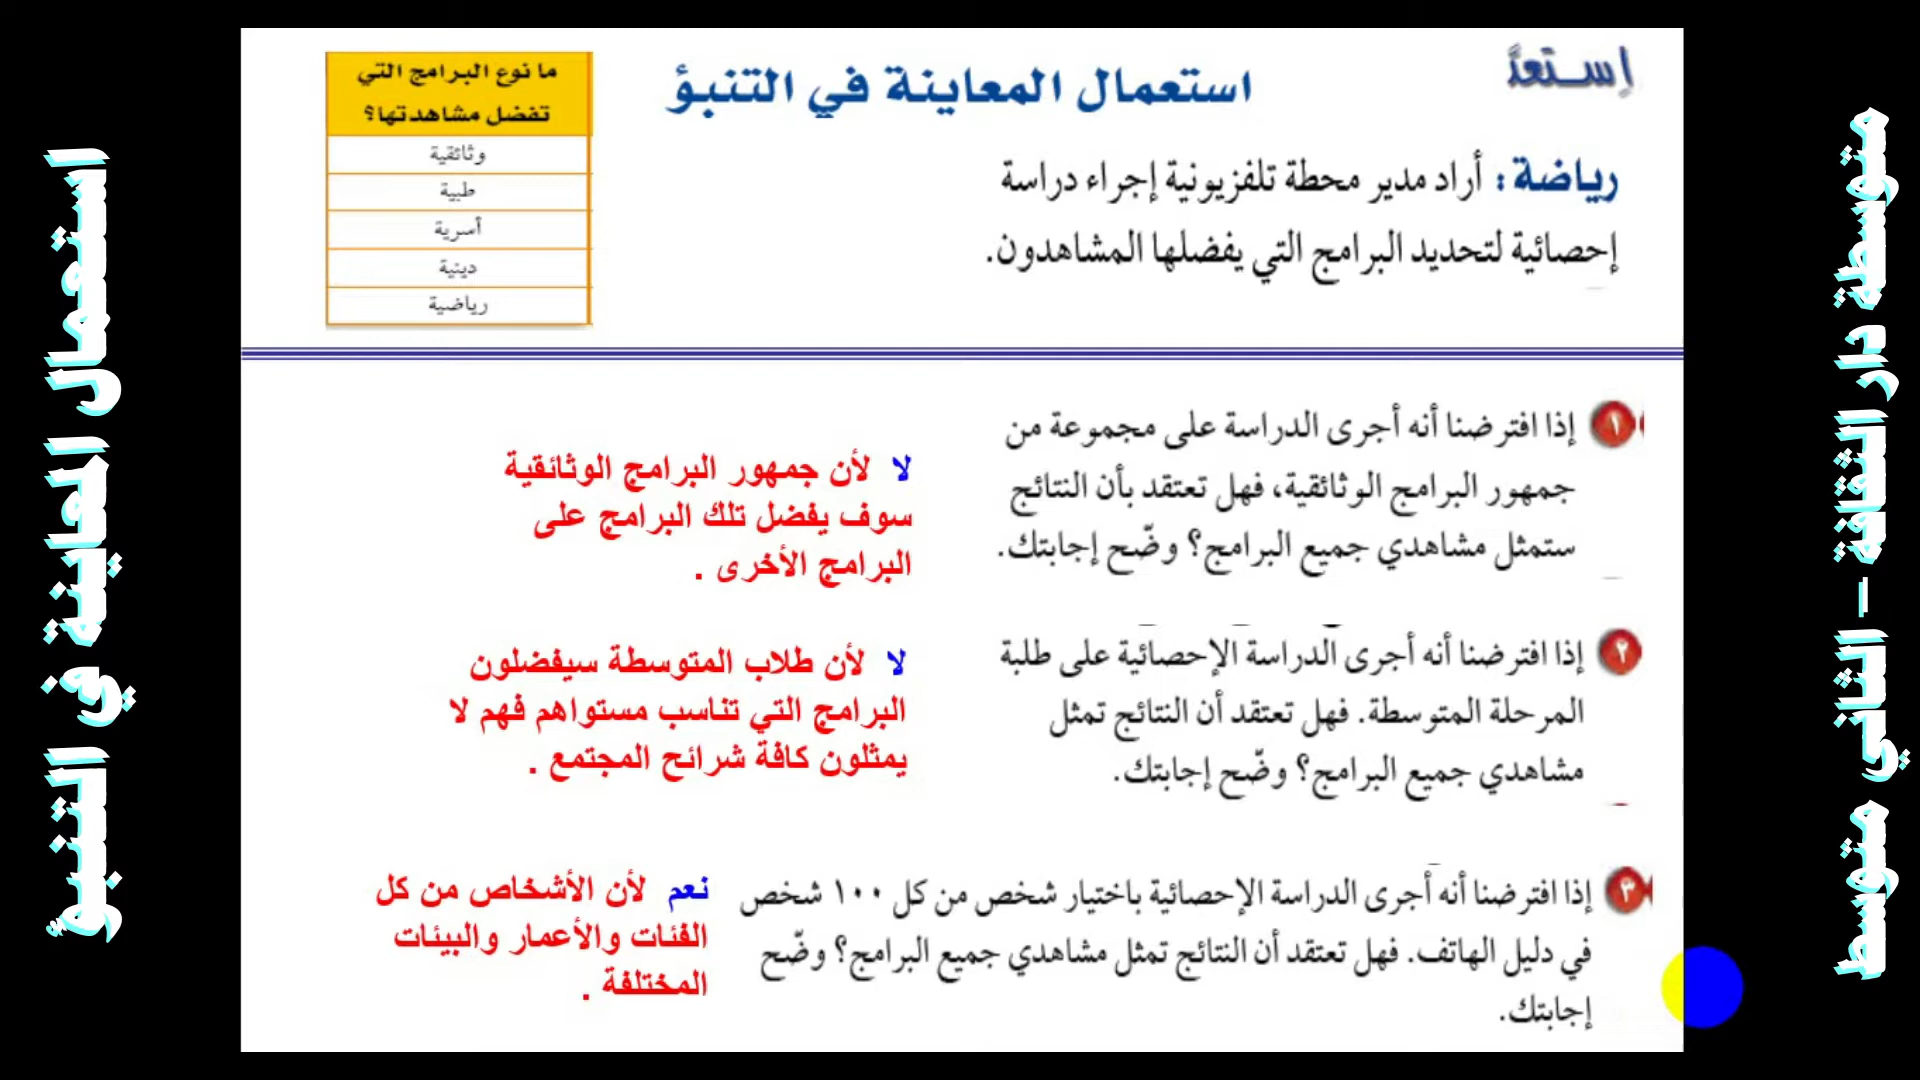 إستعدَّ
استعمال المعاينة في التنبؤ
رياضة: أراد مدير محطة تلفزيونية إجراء دراسة
إحصائية لتحديد البرامج التي يفضلها المشاهدون.
ما نوع البرامج التي
تفضل مشاهدتها؟
وثائقية
طبية
أسرية
دينية
رياضية
١ إذا افترضنا أنه أجرى الدراسة على مجموعة من
جمهور البرامج الوثائقية، فهل تعتقد بأن النتائج
ستمثل مشاهدي جميع البرامج؟ وضّح إجابتك.
لا لأن جمهور البرامج الوثائقية
سوف يفضل تلك البرامج على
البرامج الأخرى .
٢ إذا افترضنا أنه أجرى الدراسة الإحصائية على طلبة
المرحلة المتوسطة. فهل تعتقد أن النتائج تمثل
مشاهدي جميع البرامج؟ وضّح إجابتك.
لا لأن طلاب المتوسطة سيفضلون
البرامج التي تناسب مستواهم فهم لا
يمثلون كافة شرائح المجتمع .
٣ إذا افترضنا أنه أجرى الدراسة الإحصائية باختيار شخص من كل ١٠٠ شخص
في دليل الهاتف. فهل تعتقد أن النتائج تمثل مشاهدي جميع البرامج؟ وضّح
إجابتك.
نعم لأن الأشخاص من كل
الفئات والأعمار والبيئات
المختلفة .
متوسطة دار الثقافة – الثاني متوسط
استعمال المعاينة في التنبؤ